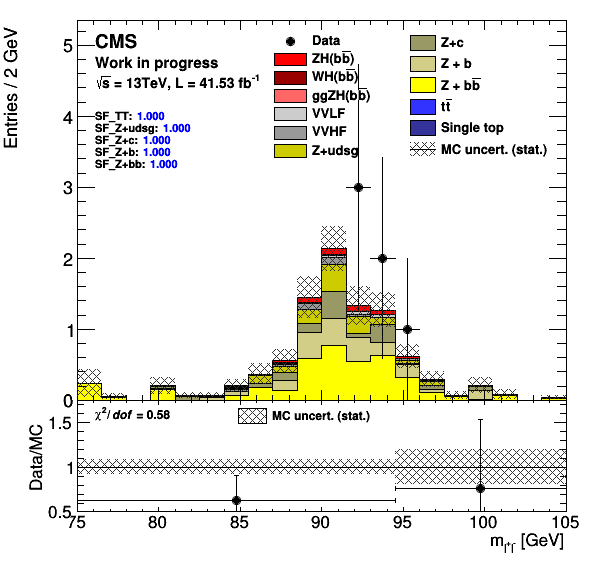 Entries / 2 GeV
5
4
3
2
1
0
CMS
Work in progress
√s = 13TeV, L = 41.53 fb⁻¹
SF_TT: 1.000
SF_Z+udsg: 1.000
SF_Z+c: 1.000
SF_Z+b: 1.000
SF_Z+bb: 1.000
Data
ZH(bb̅)
WH(bb̅)
ggZH(bb̅)
VVLF
VVHF
Z+udsg
Z+c
Z + b
Z + bb̅
tt̅
Single top
MC uncert. (stat.)
χ²/ dof = 0.58
MC uncert. (stat.)
Data/MC
1.5
1
0.5
75 80 85 90 95 100 105
m_l⁺l⁻ [GeV]